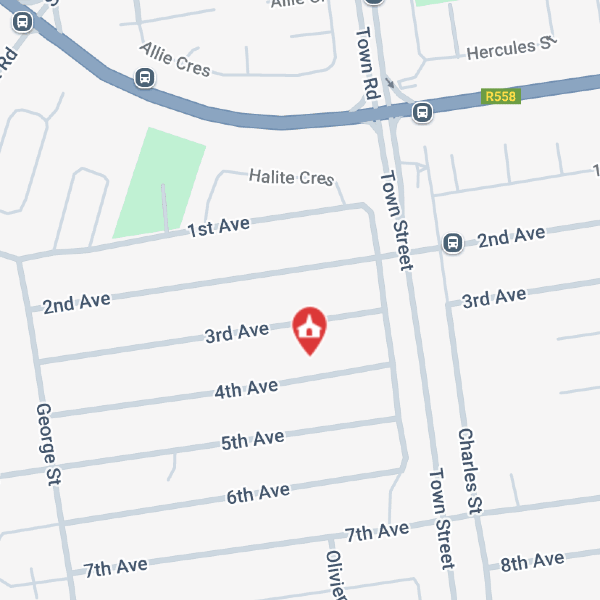 Allie Cres
Town Rd
Hercules St
Rd
R558
Halite Cres
Town Street
1st Ave
2nd Ave
2nd Ave
3rd Ave
3rd Ave
4th Ave
George St
5th Ave
Charles St
6th Ave
Town Street
7th Ave
7th Ave
8th Ave
Olivier